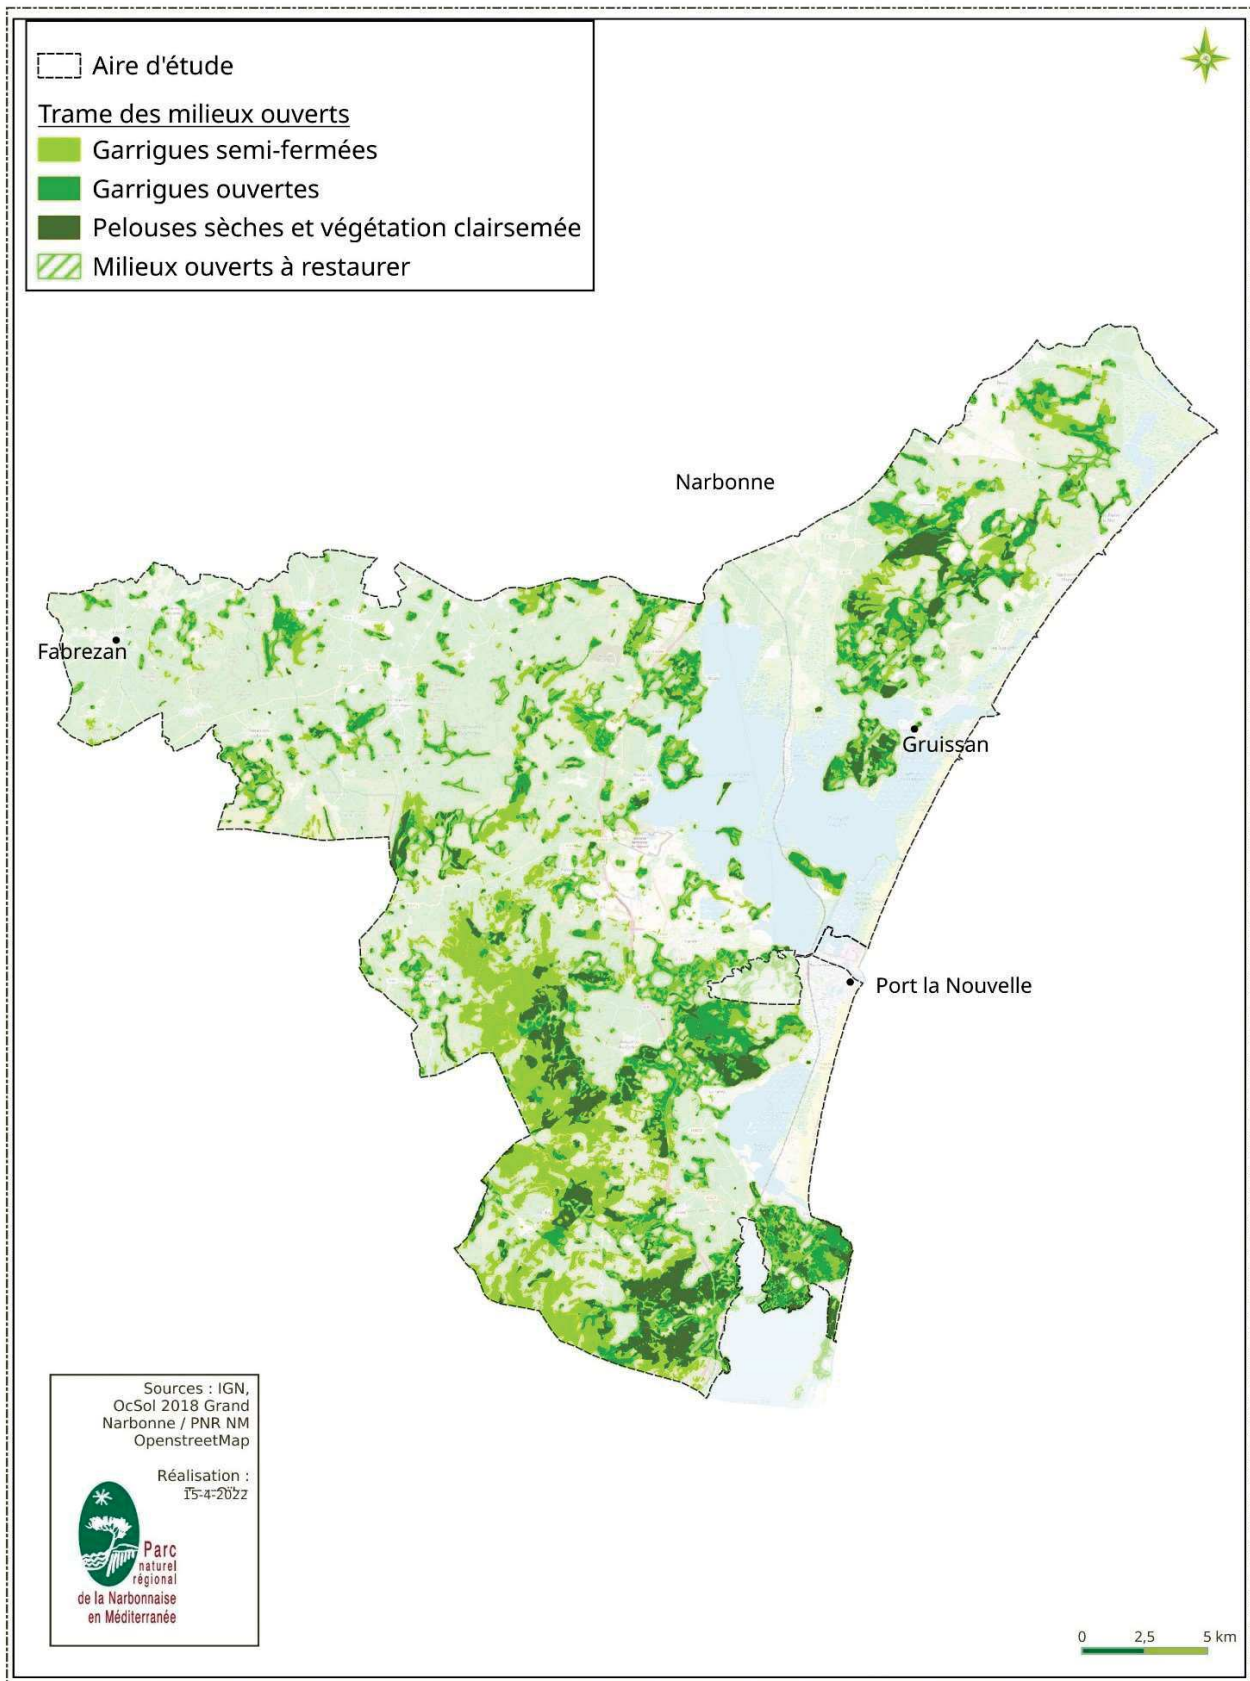 Aire d'étude
Trame des milieux ouverts
Garrigues semi-fermées
Garrigues ouvertes
Pelouses sèches et végétation clairsemée
Milieux ouverts à restaurer
Narbonne
Fabrezan
Gruissan
Port la Nouvelle
Sources : IGN,
OcSol 2018 Grand
Narbonne / PNR NM
OpenstreetMap
Réalisation :
15-4-2022
Parc
naturel
régional
de la Narbonnaise
en Méditerranée
0 2,5 5 km